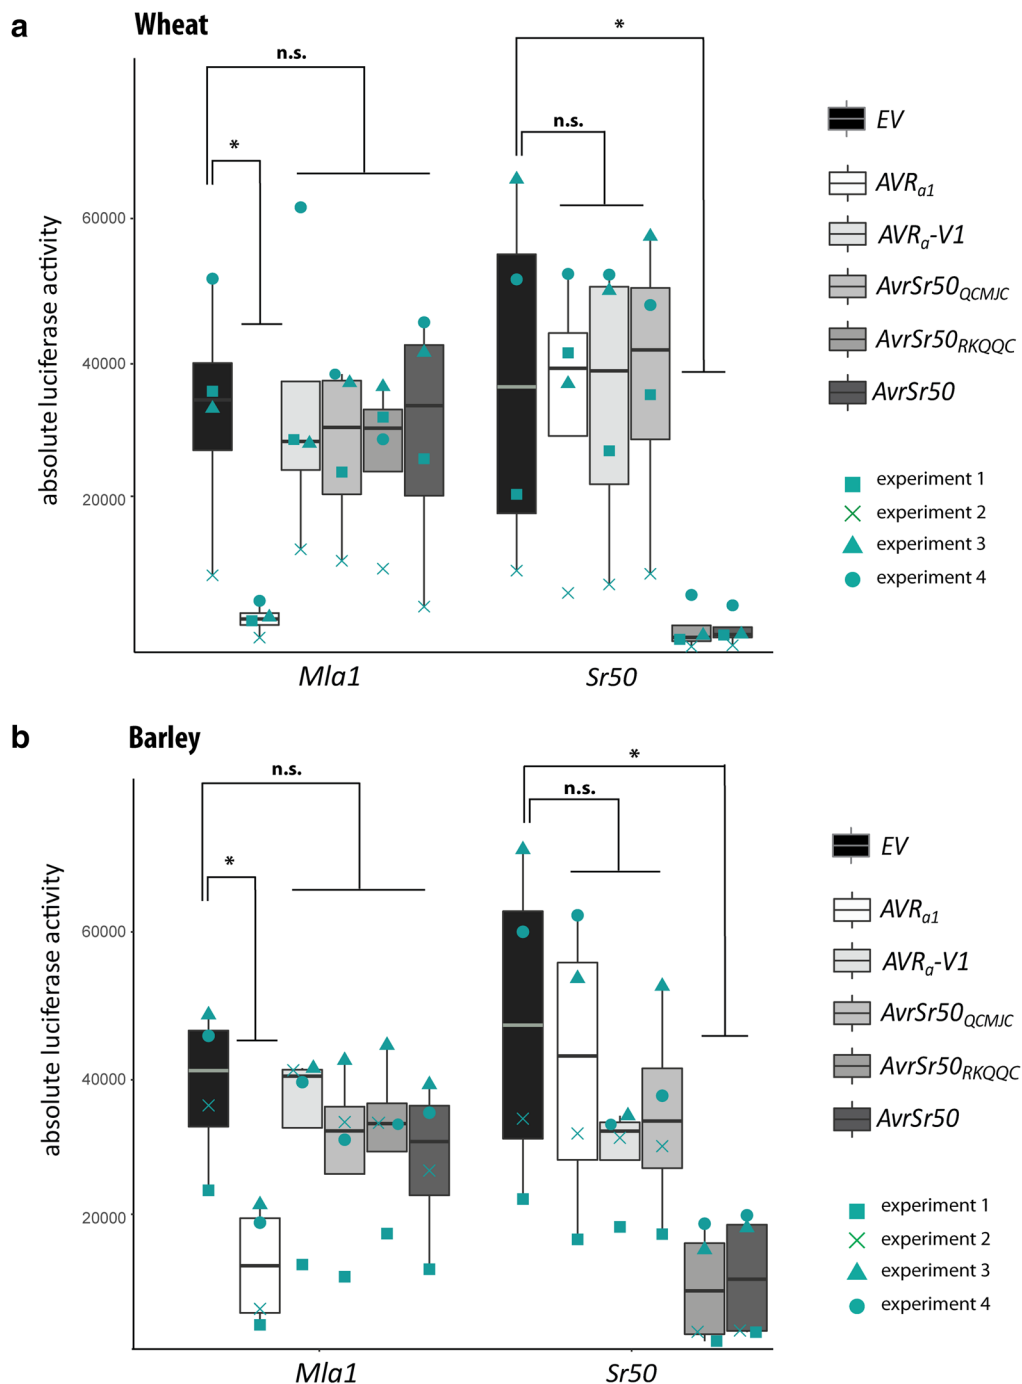 a
Wheat
n.s.
*
*
n.s.
absolute luciferase activity
60000
40000
20000
Mla1
Sr50
EV
AVRa1
AVRa-V1
AvrSr50QCMJC
AvrSr50RKQQC
AvrSr50
experiment 1
experiment 2
experiment 3
experiment 4
b
Barley
n.s.
*
*
n.s.
absolute luciferase activity
60000
40000
20000
Mla1
Sr50
EV
AVRa1
AVRa-V1
AvrSr50QCMJC
AvrSr50RKQQC
AvrSr50
experiment 1
experiment 2
experiment 3
experiment 4